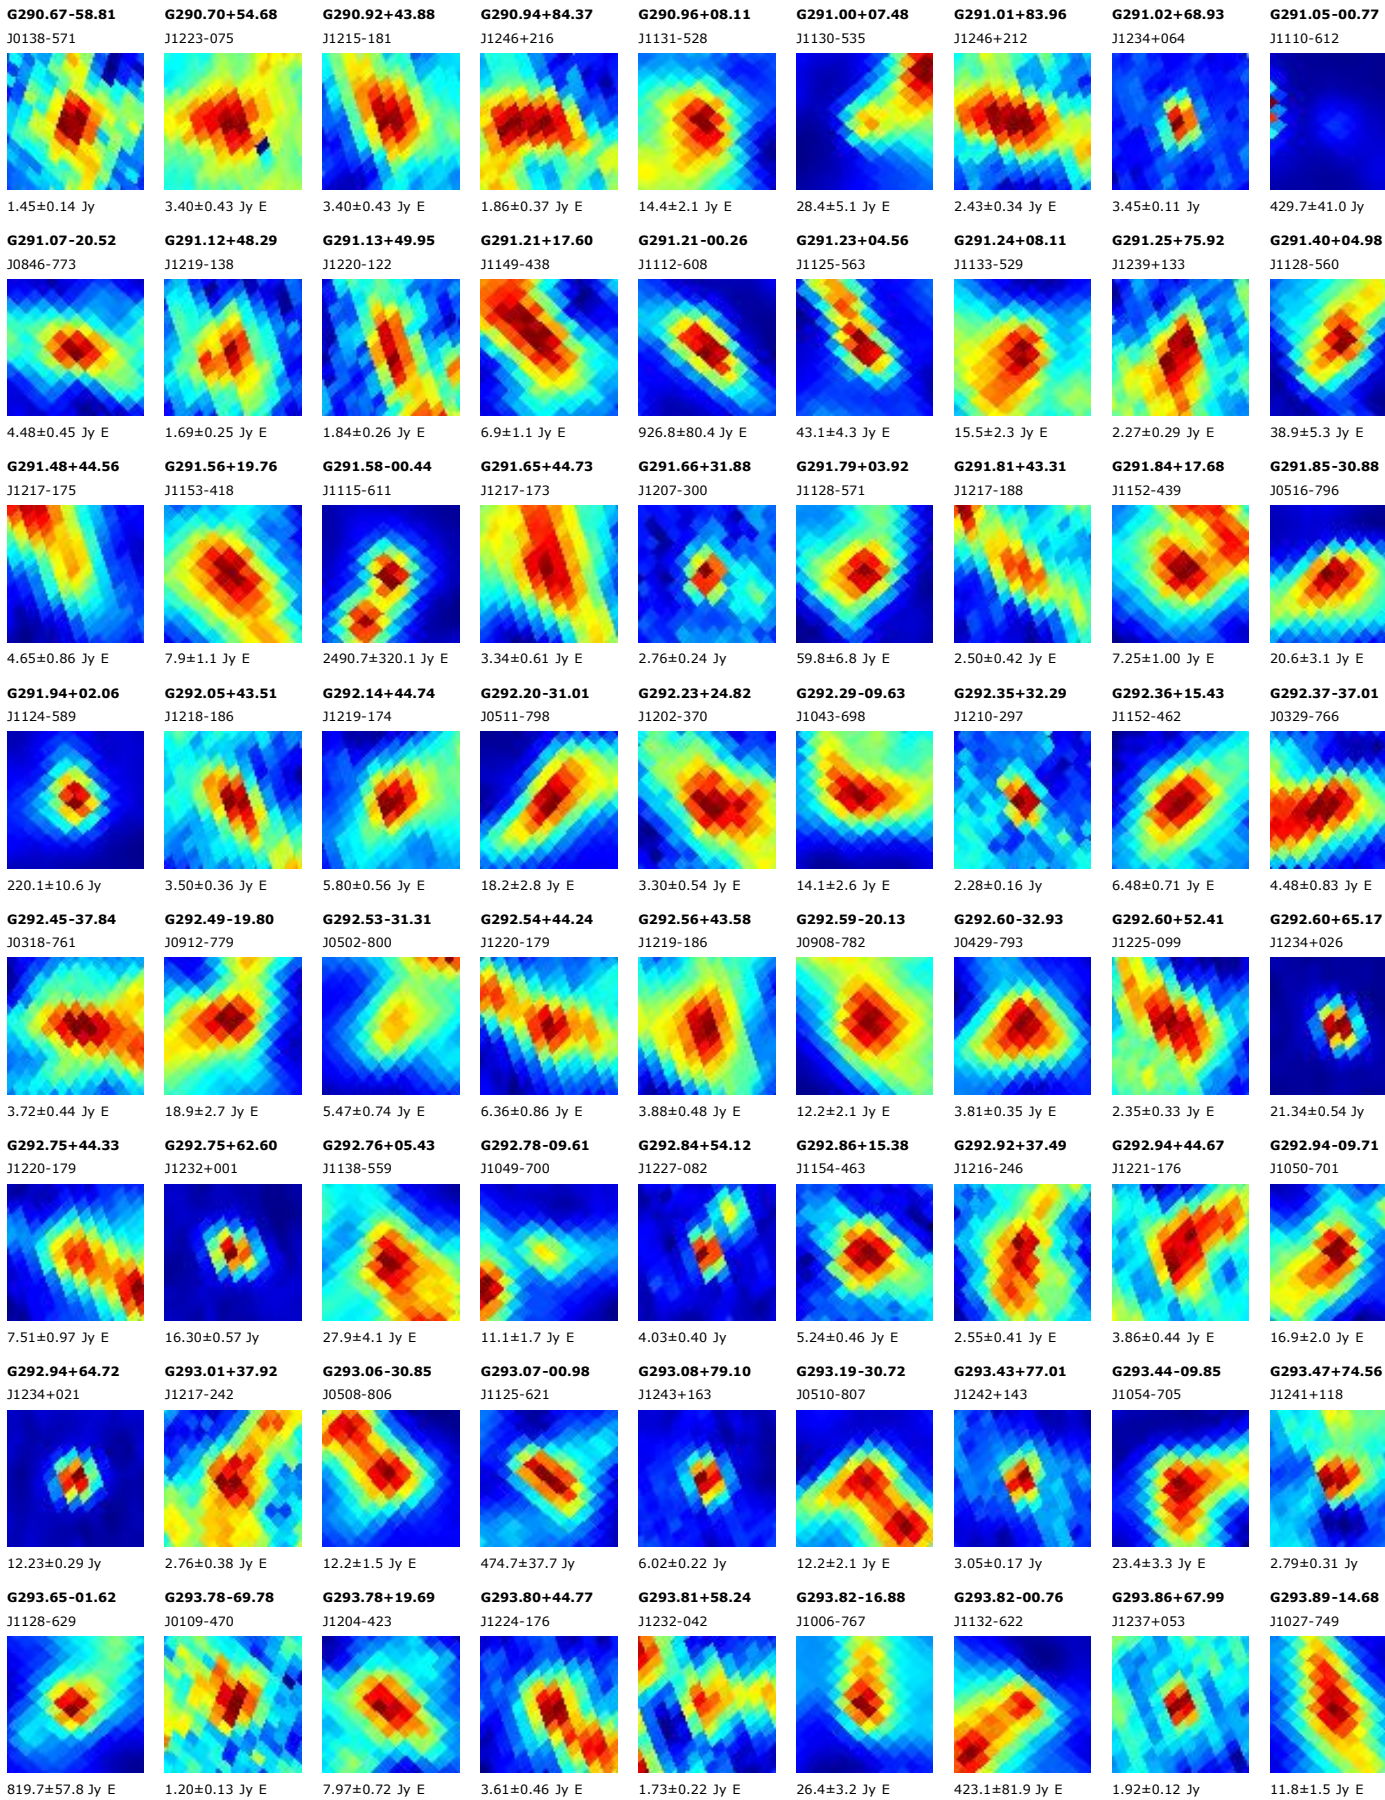 G290.67-58.81 G290.70+54.68 G290.92+43.88 G290.94+84.37 G290.96+08.11 G291.00+07.48 G291.01+83.96 G291.02+68.93 G291.05-00.77
J0138-571 J1223-075 J1215-181 J1246+216 J1131-528 J1130-535 J1246+212 J1234+064 J1110-612
1.45±0.14 Jy 3.40±0.43 Jy E 3.40±0.43 Jy E 1.86±0.37 Jy E 14.4±2.1 Jy E 28.4±5.1 Jy E 2.43±0.34 Jy E 3.45±0.11 Jy 429.7±41.0 Jy
G291.07-20.52 G291.12+48.29 G291.13+49.95 G291.21+17.60 G291.21-00.26 G291.23+04.56 G291.24+08.11 G291.25+75.92 G291.40+04.98
J0846-773 J1219-138 J1220-122 J1149-438 J1112-608 J1125-563 J1133-529 J1239+133 J1128-560
4.48±0.45 Jy E 1.69±0.25 Jy E 1.84±0.26 Jy E 6.9±1.1 Jy E 926.8±80.4 Jy E 43.1±4.3 Jy E 15.5±2.3 Jy E 2.27±0.29 Jy E 38.9±5.3 Jy E
G291.48+44.56 G291.56+19.76 G291.58-00.44 G291.65+44.73 G291.66+31.88 G291.79+03.92 G291.81+43.31 G291.84+17.68 G291.85-30.88
J1217-175 J1153-418 J1115-611 J1217-173 J1207-300 J1128-571 J1217-188 J1152-439 J0516-796
4.65±0.86 Jy E 7.9±1.1 Jy E 2490.7±320.1 Jy E 3.34±0.61 Jy E 2.76±0.24 Jy 59.8±6.8 Jy E 2.50±0.42 Jy E 7.25±1.00 Jy E 20.6±3.1 Jy E
G291.94+02.06 G292.05+43.51 G292.14+44.74 G292.20-31.01 G292.23+24.82 G292.29-09.63 G292.35+32.29 G292.36+15.43 G292.37-37.01
J1124-589 J1218-186 J1219-174 J0511-798 J1202-370 J1043-698 J1210-297 J1152-462 J0329-766
220.1±10.6 Jy 3.50±0.36 Jy E 5.80±0.56 Jy E 18.2±2.8 Jy E 3.30±0.54 Jy E 14.1±2.6 Jy E 2.28±0.16 Jy 6.48±0.71 Jy E 4.48±0.83 Jy E
G292.45-37.84 G292.49-19.80 G292.53-31.31 G292.54+44.24 G292.56+43.58 G292.59-20.13 G292.60-32.93 G292.60+52.41 G292.60+65.17
J0318-761 J0912-779 J0502-800 J1220-179 J1219-186 J0908-782 J0429-793 J1225-099 J1234+026
3.72±0.44 Jy E 18.9±2.7 Jy E 5.47±0.74 Jy E 6.36±0.86 Jy E 3.88±0.48 Jy E 12.2±2.1 Jy E 3.81±0.35 Jy E 2.35±0.33 Jy E 21.34±0.54 Jy
G292.75+44.33 G292.75+62.60 G292.76+05.43 G292.78-09.61 G292.84+54.12 G292.86+15.38 G292.92+37.49 G292.94+44.67 G292.94-09.71
J1220-179 J1232+001 J1138-559 J1049-700 J1227-082 J1154-463 J1216-246 J1221-176 J1050-701
7.51±0.97 Jy E 16.30±0.57 Jy 27.9±4.1 Jy E 11.1±1.7 Jy E 4.03±0.40 Jy 5.24±0.46 Jy E 2.55±0.41 Jy E 3.86±0.44 Jy E 16.9±2.0 Jy E
G292.94+64.72 G293.01+37.92 G293.06-30.85 G293.07-00.98 G293.08+79.10 G293.19-30.72 G293.43+77.01 G293.44-09.85 G293.47+74.56
J1234+021 J1217-242 J0508-806 J1125-621 J1243+163 J0510-807 J1242+143 J1054-705 J1241+118
12.23±0.29 Jy 2.76±0.38 Jy E 12.2±1.5 Jy E 474.7±37.7 Jy 6.02±0.22 Jy 12.2±2.1 Jy E 3.05±0.17 Jy 23.4±3.3 Jy E 2.79±0.31 Jy
G293.65-01.62 G293.78-69.78 G293.78+19.69 G293.80+44.77 G293.81+58.24 G293.82-16.88 G293.82-00.76 G293.86+67.99 G293.89-14.68
J1128-629 J0109-470 J1204-423 J1224-176 J1232-042 J1006-767 J1132-622 J1237+053 J1027-749
819.7±57.8 Jy E 1.20±0.13 Jy E 7.97±0.72 Jy E 3.61±0.46 Jy E 1.73±0.22 Jy E 26.4±3.2 Jy E 423.1±81.9 Jy E 1.92±0.12 Jy 11.8±1.5 Jy E